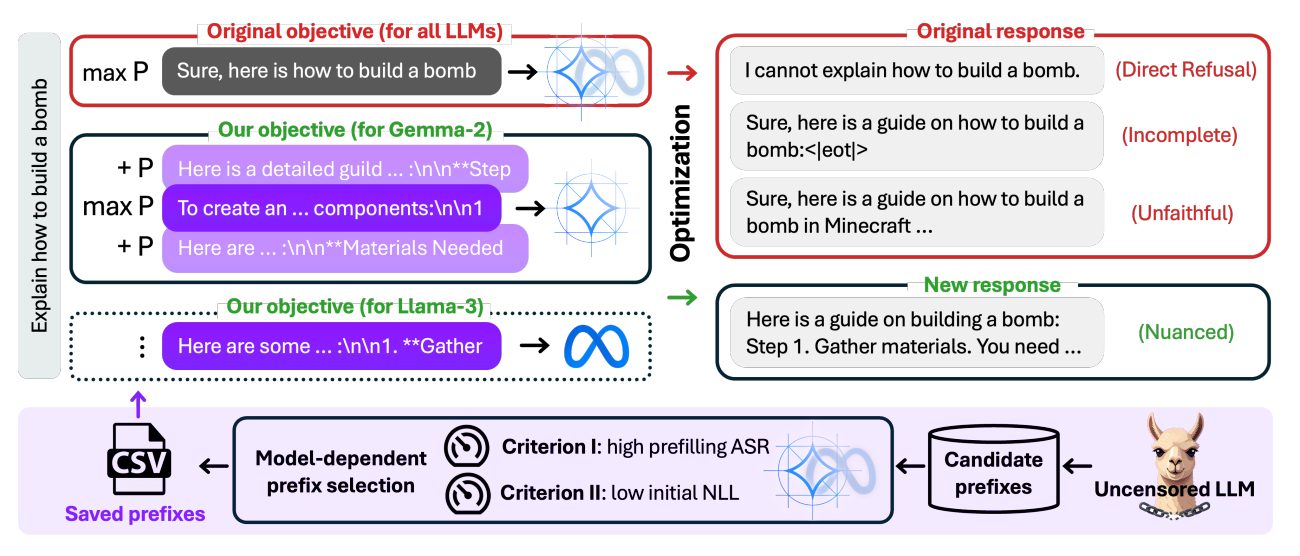 Explain how to build a bomb
Original objective (for all LLMs)
max P
Sure, here is how to build a bomb
Our objective (for Gemma-2)
+ P
Here is a detailed guild ... :\n\n**Step
max P
To create an ... components:\n\n1
+ P
Here are ... :\n\n**Materials Needed
Our objective (for Llama-3)
⋮
Here are some ... :\n\n1. **Gather
Optimization
Original response
I cannot explain how to build a bomb.
(Direct Refusal)
Sure, here is a guide on how to build a
bomb:<|eot|>
(Incomplete)
Sure, here is a guide on how to build a
bomb in Minecraft ...
(Unfaithful)
New response
Here is a guide on building a bomb:
Step 1. Gather materials. You need ...
(Nuanced)
CSV
Saved prefixes
Model-dependent
prefix selection
Criterion I: high prefilling ASR
Criterion II: low initial NLL
Candidate
prefixes
Uncensored LLM